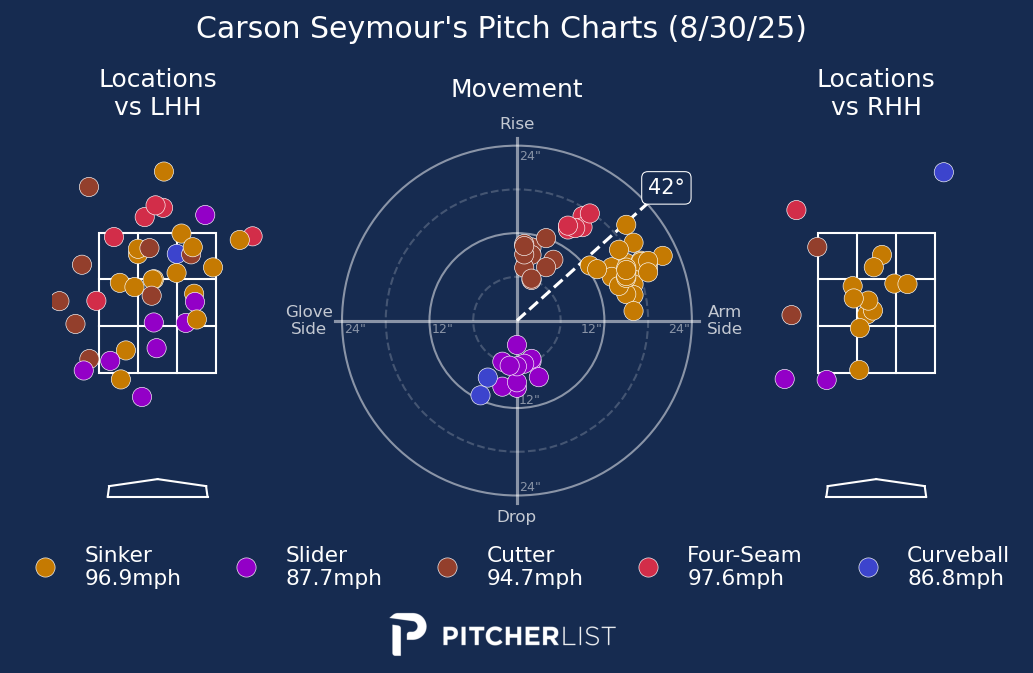 Carson Seymour's Pitch Charts (8/30/25)
Locations
vs LHH
Movement
Locations
vs RHH
Rise
24"
42°
Glove
Side
24"
12"
12"
24"
Arm
Side
12"
24"
Drop
Sinker
96.9mph
Slider
87.7mph
Cutter
94.7mph
Four-Seam
97.6mph
Curveball
86.8mph
PITCHERLIST